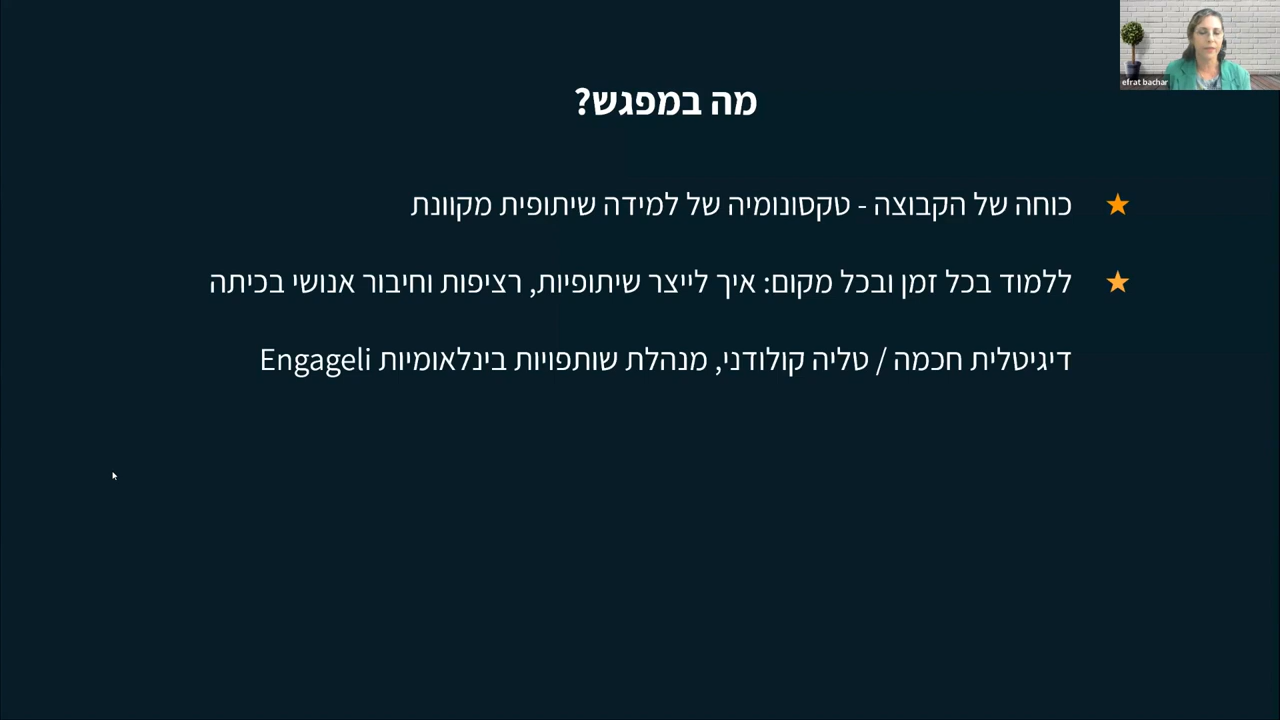 efrat bachar
מה במפגש?
כוחה של הקבוצה - טקסונומיה של למידה שיתופית מקוונת
ללמוד בכל זמן ובכל מקום: איך לייצר שיתופיות, רציפות וחיבור אנושי בכיתה
דיגיטלית חכמה / טליה קולודני, מנהלת שותפויות בינלאומיות Engageli